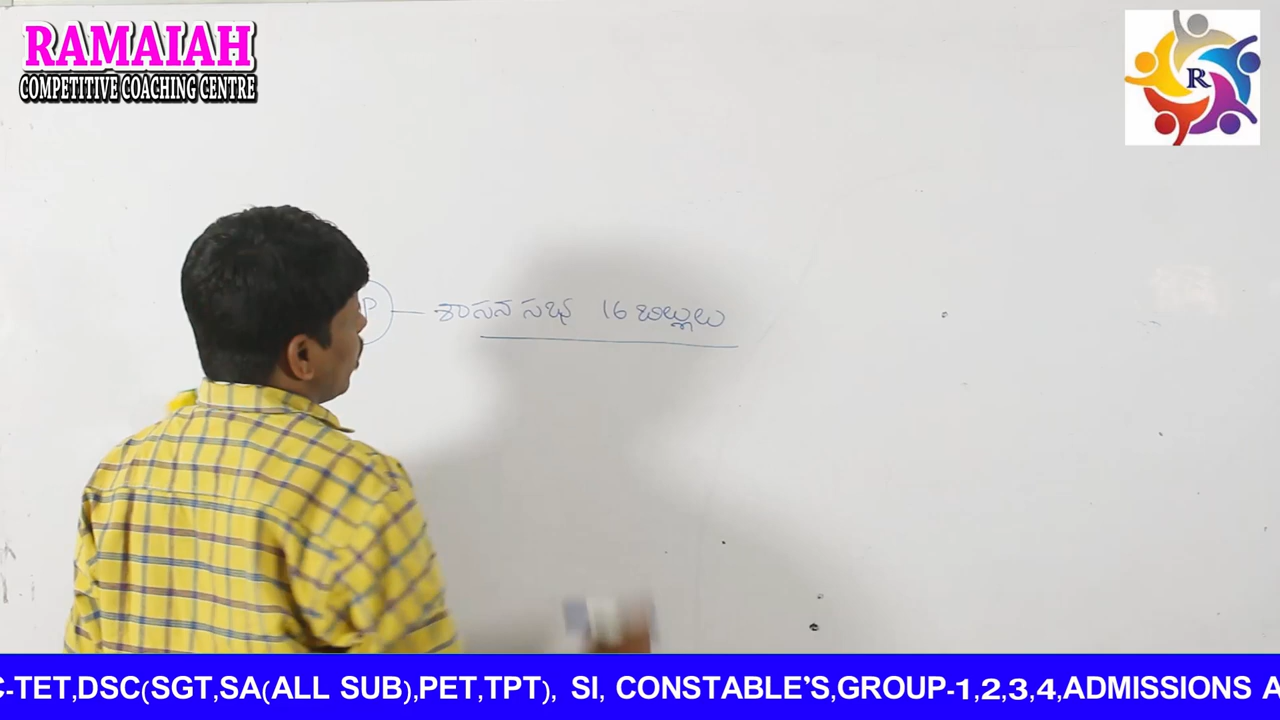 RAMAIAH
COMPETITIVE COACHING CENTRE
R
P
శాసన సభ 16 బిల్లులు
C-TET,DSC(SGT,SA(ALL SUB),PET,TPT), SI, CONSTABLE'S,GROUP-1,2,3,4,ADMISSIONS A